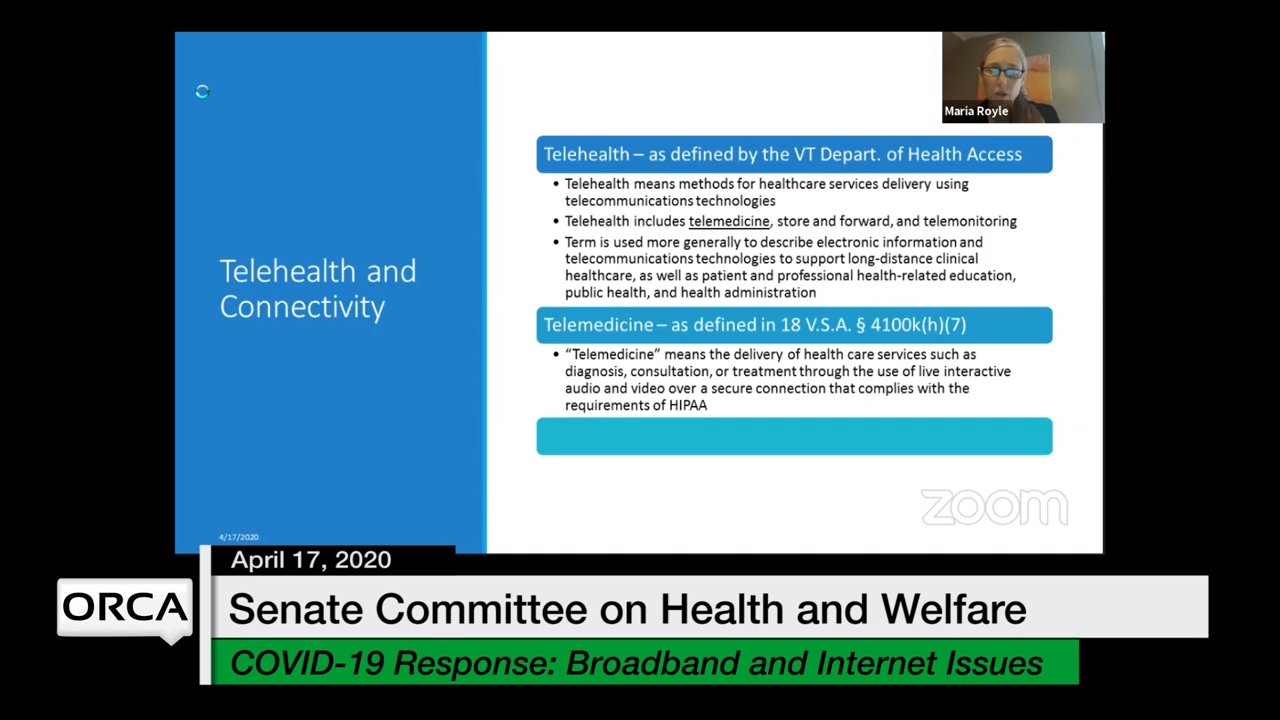 Maria Royle
Telehealth and
Connectivity
Telehealth – as defined by the VT Depart. of Health Access
• Telehealth means methods for healthcare services delivery using
telecommunications technologies
• Telehealth includes telemedicine, store and forward, and telemonitoring
• Term is used more generally to describe electronic information and
telecommunications technologies to support long-distance clinical
healthcare, as well as patient and professional health-related education,
public health, and health administration
Telemedicine – as defined in 18 V.S.A. § 4100k(h)(7)
• “Telemedicine” means the delivery of health care services such as
diagnosis, consultation, or treatment through the use of live interactive
audio and video over a secure connection that complies with the
requirements of HIPAA
zoom
4/17/2020
April 17, 2020
ORCA
Senate Committee on Health and Welfare
COVID-19 Response: Broadband and Internet Issues